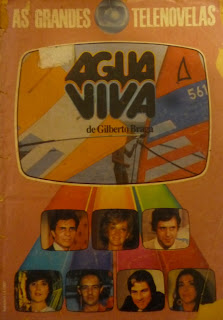 AS GRANDES TELENOVELAS
AGUA
VIVA
de Gilberto Braga
561